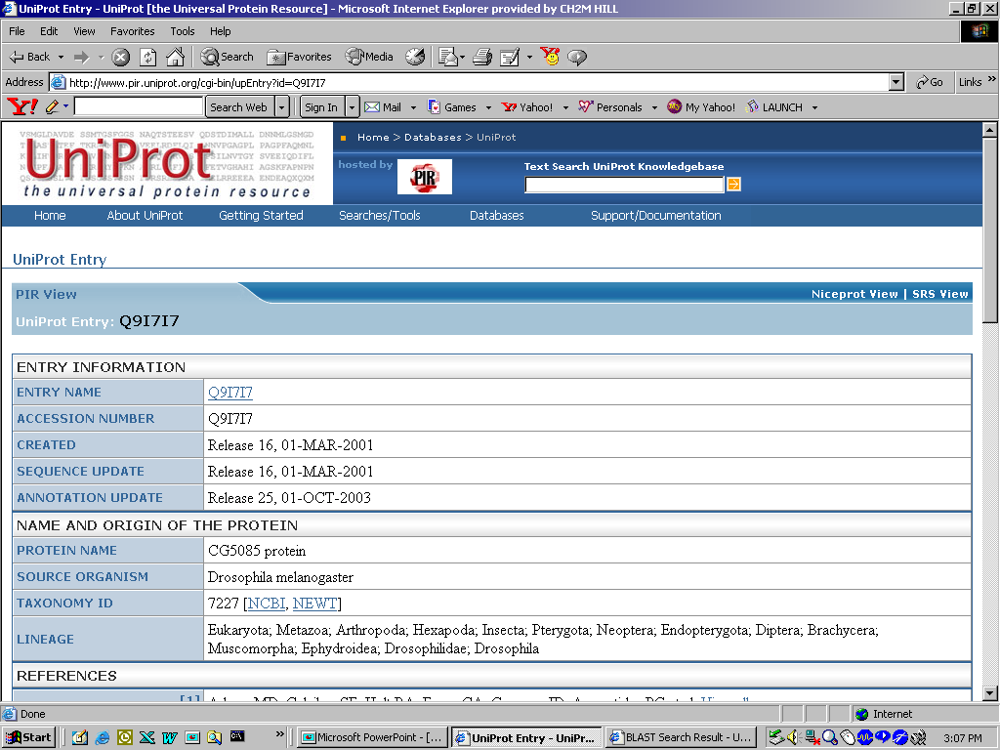 UniProt Entry - UniProt [the Universal Protein Resource] - Microsoft Internet Explorer provided by CH2M HILL
File Edit View Favorites Tools Help
Back Search Favorites Media
Address http://www.pir.uniprot.org/cgi-bin/upEntry?id=Q9I7I7 Go Links »
Y! Search Web Sign In Mail Games Yahoo! Personals My Yahoo! LAUNCH
UniProt
the universal protein resource
Home > Databases > UniProt
hosted by PIR Text Search UniProt Knowledgebase
Home About UniProt Getting Started Searches/Tools Databases Support/Documentation
UniProt Entry
PIR View Niceprot View | SRS View
UniProt Entry: Q9I7I7
ENTRY INFORMATION
ENTRY NAME Q9I7I7
ACCESSION NUMBER Q9I7I7
CREATED Release 16, 01-MAR-2001
SEQUENCE UPDATE Release 16, 01-MAR-2001
ANNOTATION UPDATE Release 25, 01-OCT-2003
NAME AND ORIGIN OF THE PROTEIN
PROTEIN NAME CG5085 protein
SOURCE ORGANISM Drosophila melanogaster
TAXONOMY ID 7227 [NCBI, NEWT]
LINEAGE Eukaryota; Metazoa; Arthropoda; Hexapoda; Insecta; Pterygota; Neoptera; Endopterygota; Diptera; Brachycera;
Muscomorpha; Ephydroidea; Drosophilidae; Drosophila
REFERENCES
[1]
Done Internet
Start » Microsoft PowerPoint - [... UniProt Entry - UniPr... BLAST Search Result - U... 3:07 PM